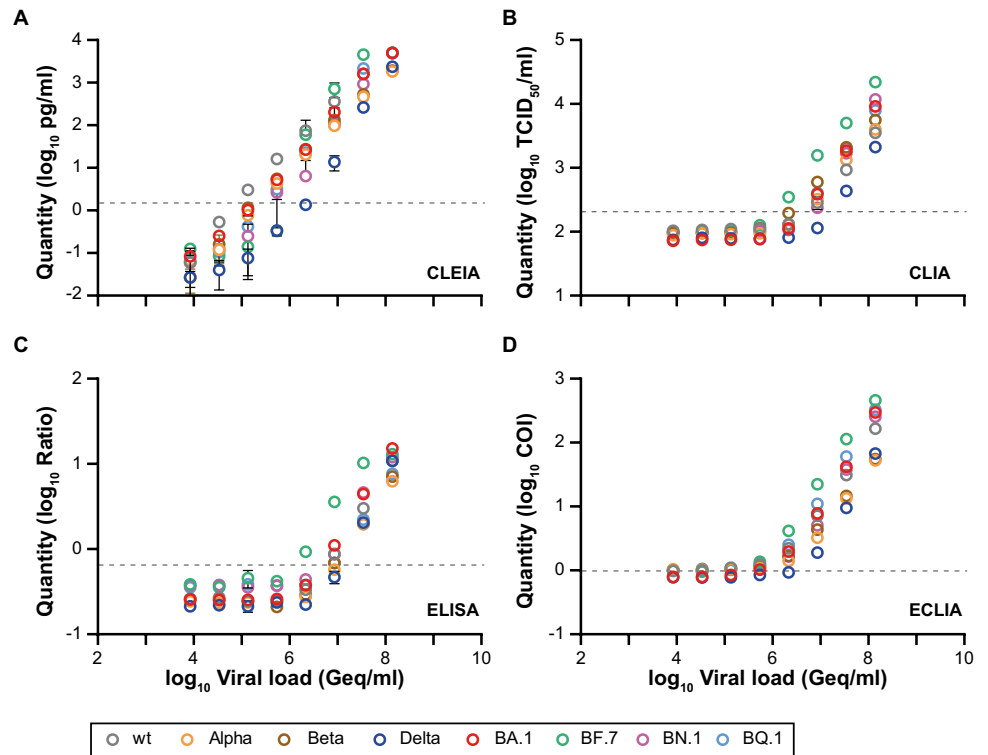 A
Quantity (log10 pg/ml)
4
3
2
1
0
-1
-2
CLEIA
B
Quantity (log10 TCID50/ml)
5
4
3
2
1
CLIA
C
Quantity (log10 Ratio)
2
1
0
-1
ELISA
2 4 6 8 10
log10 Viral load (Geq/ml)
D
Quantity (log10 COI)
3
2
1
0
-1
ECLIA
2 4 6 8 10
log10 Viral load (Geq/ml)
wt Alpha Beta Delta BA.1 BF.7 BN.1 BQ.1